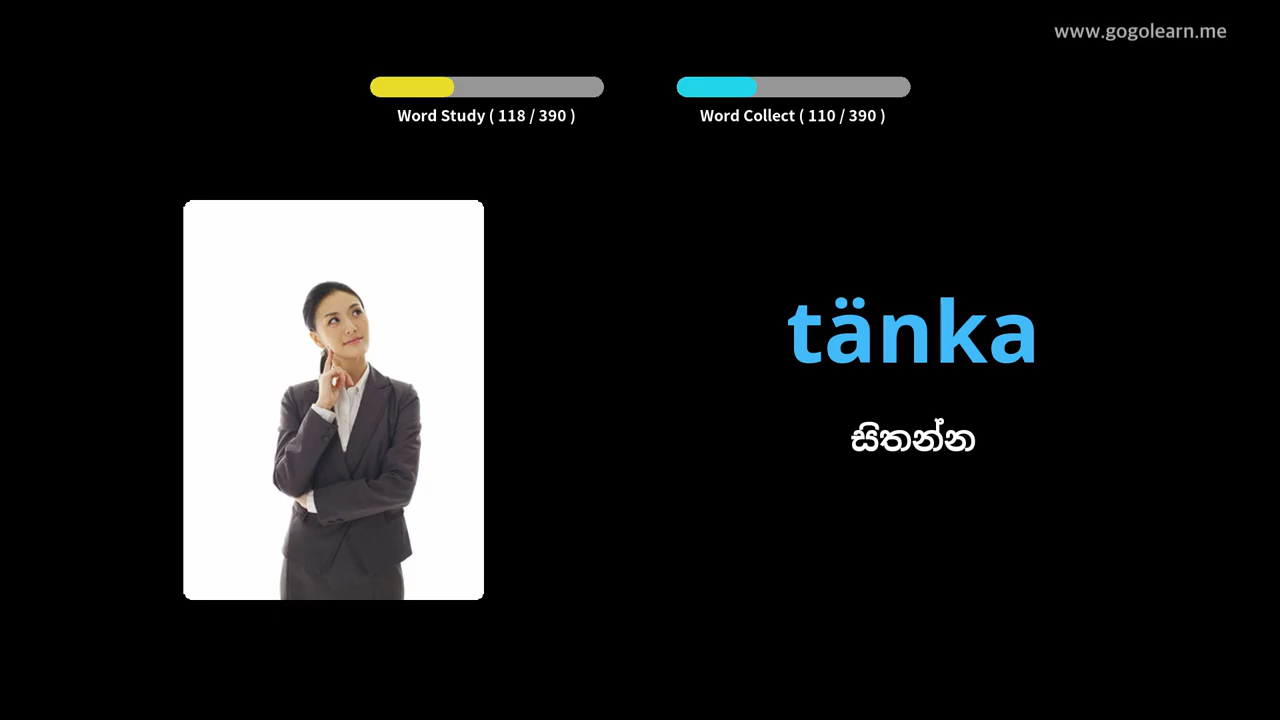 www.gogolearn.me
Word Study ( 118 / 390 )
Word Collect ( 110 / 390 )
tänka
සිතන්න